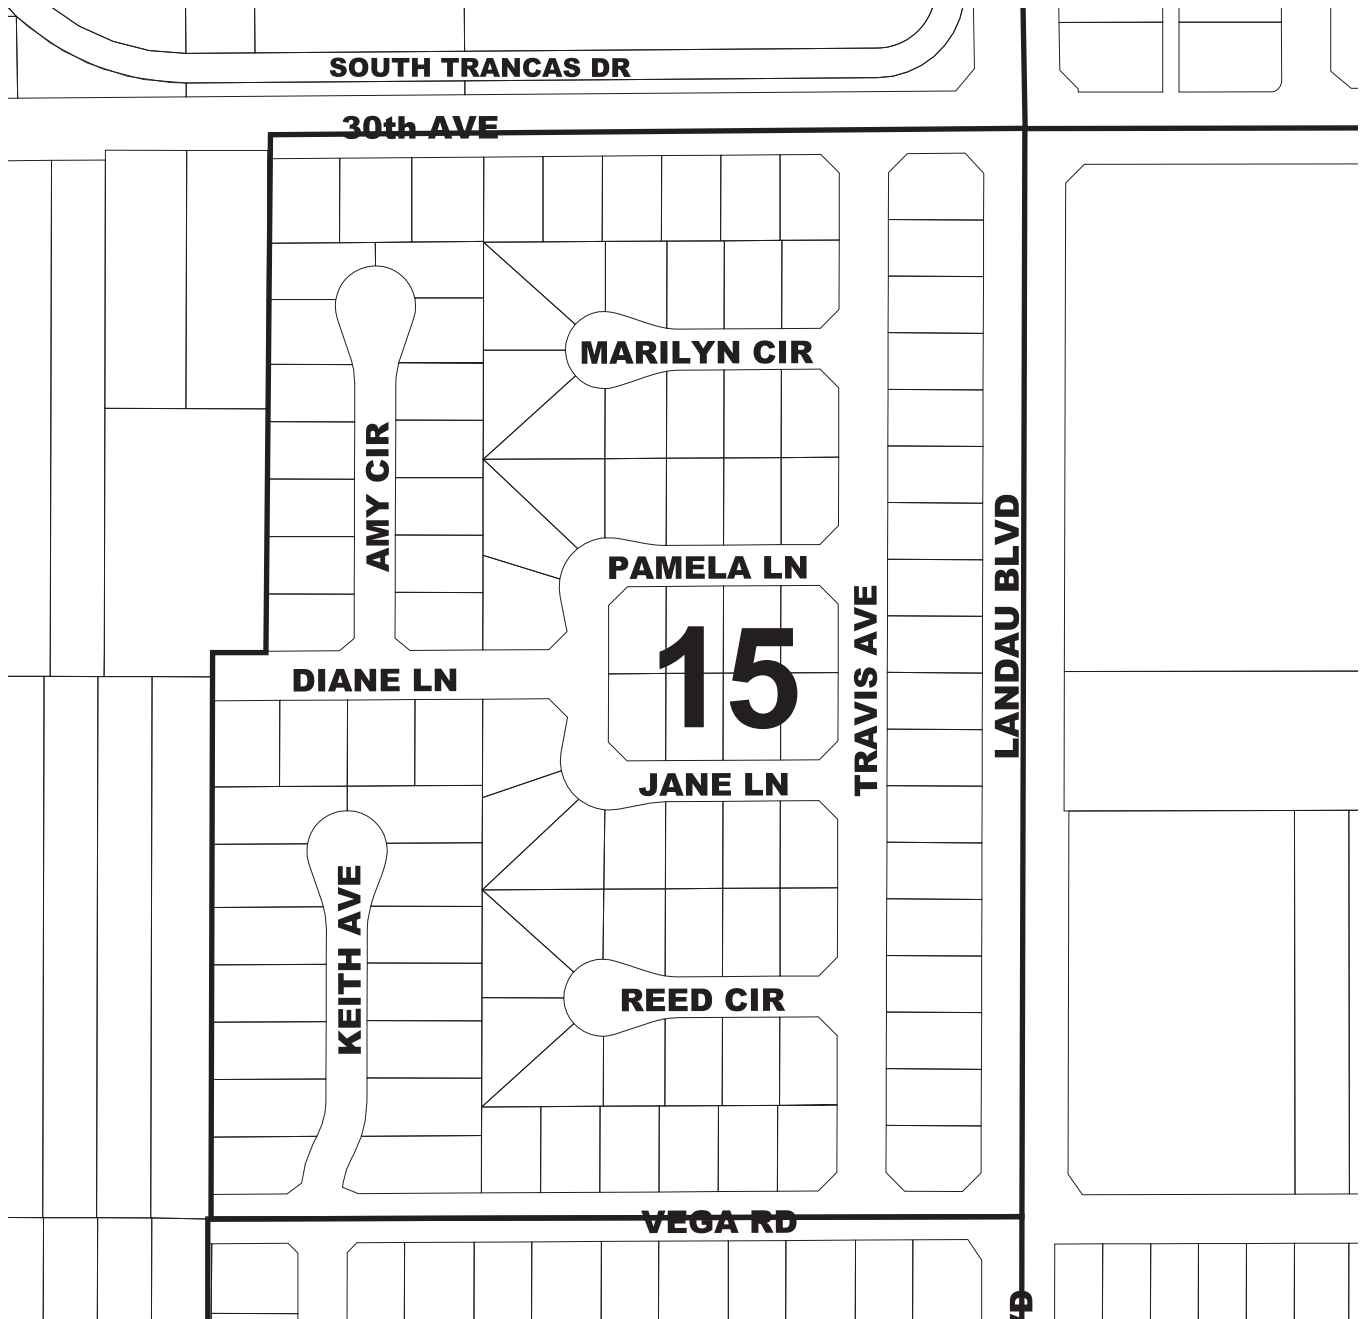 SOUTH TRANCAS DR
30th AVE
MARILYN CIR
AMY CIR
PAMELA LN
LANDAU BLVD
TRAVIS AVE
15
DIANE LN
JANE LN
KEITH AVE
REED CIR
VEGA RD